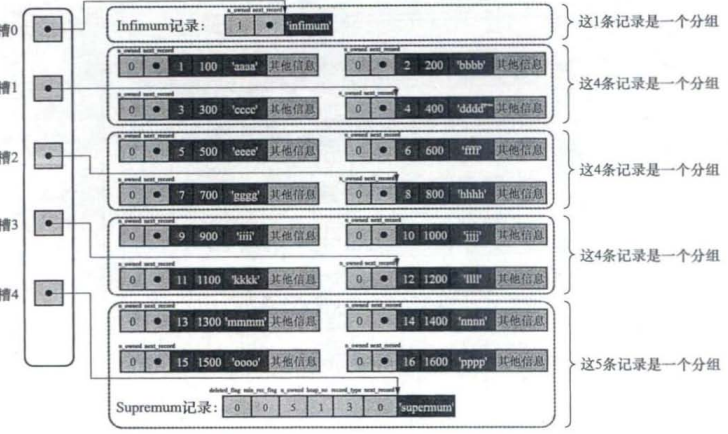 n_owned next_record
槽0
Infimum记录: 1 'infimum'
这1条记录是一个分组
n_owned next_record n_owned next_record
0 1 100 'aaaa' 其他信息 0 2 200 'bbbb' 其他信息
槽1
这4条记录是一个分组
n_owned next_record n_owned next_record
0 3 300 'cccc' 其他信息 4 4 400 'dddd' 其他信息
n_owned next_record n_owned next_record
0 5 500 'eeee' 其他信息 0 6 600 'ffff' 其他信息
槽2
这4条记录是一个分组
n_owned next_record n_owned next_record
0 7 700 'gggg' 其他信息 8 800 'hhhh' 其他信息
n_owned next_record n_owned next_record
槽3
0 9 900 'iiii' 其他信息 0 10 1000 'jjjj' 其他信息
这4条记录是一个分组
n_owned next_record n_owned next_record
0 11 1100 'kkkk' 其他信息 12 1200 'llll' 其他信息
槽4
n_owned next_record n_owned next_record
0 13 1300 'mmmm' 其他信息 0 14 1400 'nnnn' 其他信息
n_owned next_record n_owned next_record
0 15 1500 'oooo' 其他信息 0 16 1600 'pppp' 其他信息
这5条记录是一个分组
deleted_flag min_rec_flag n_owned heap_no record_type next_record
Supremum记录: 0 0 5 1 3 0 'supermum'